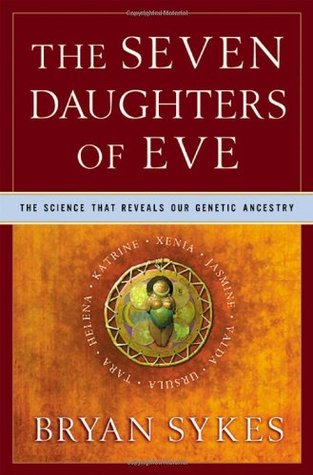 THE SEVEN
DAUGHTERS
OF EVE
THE SCIENCE THAT REVEALS OUR GENETIC ANCESTRY
TARA · HELENA · KATRINE · XENIA · JASMINE · VALDA · URSULA ·
BRYAN SYKES